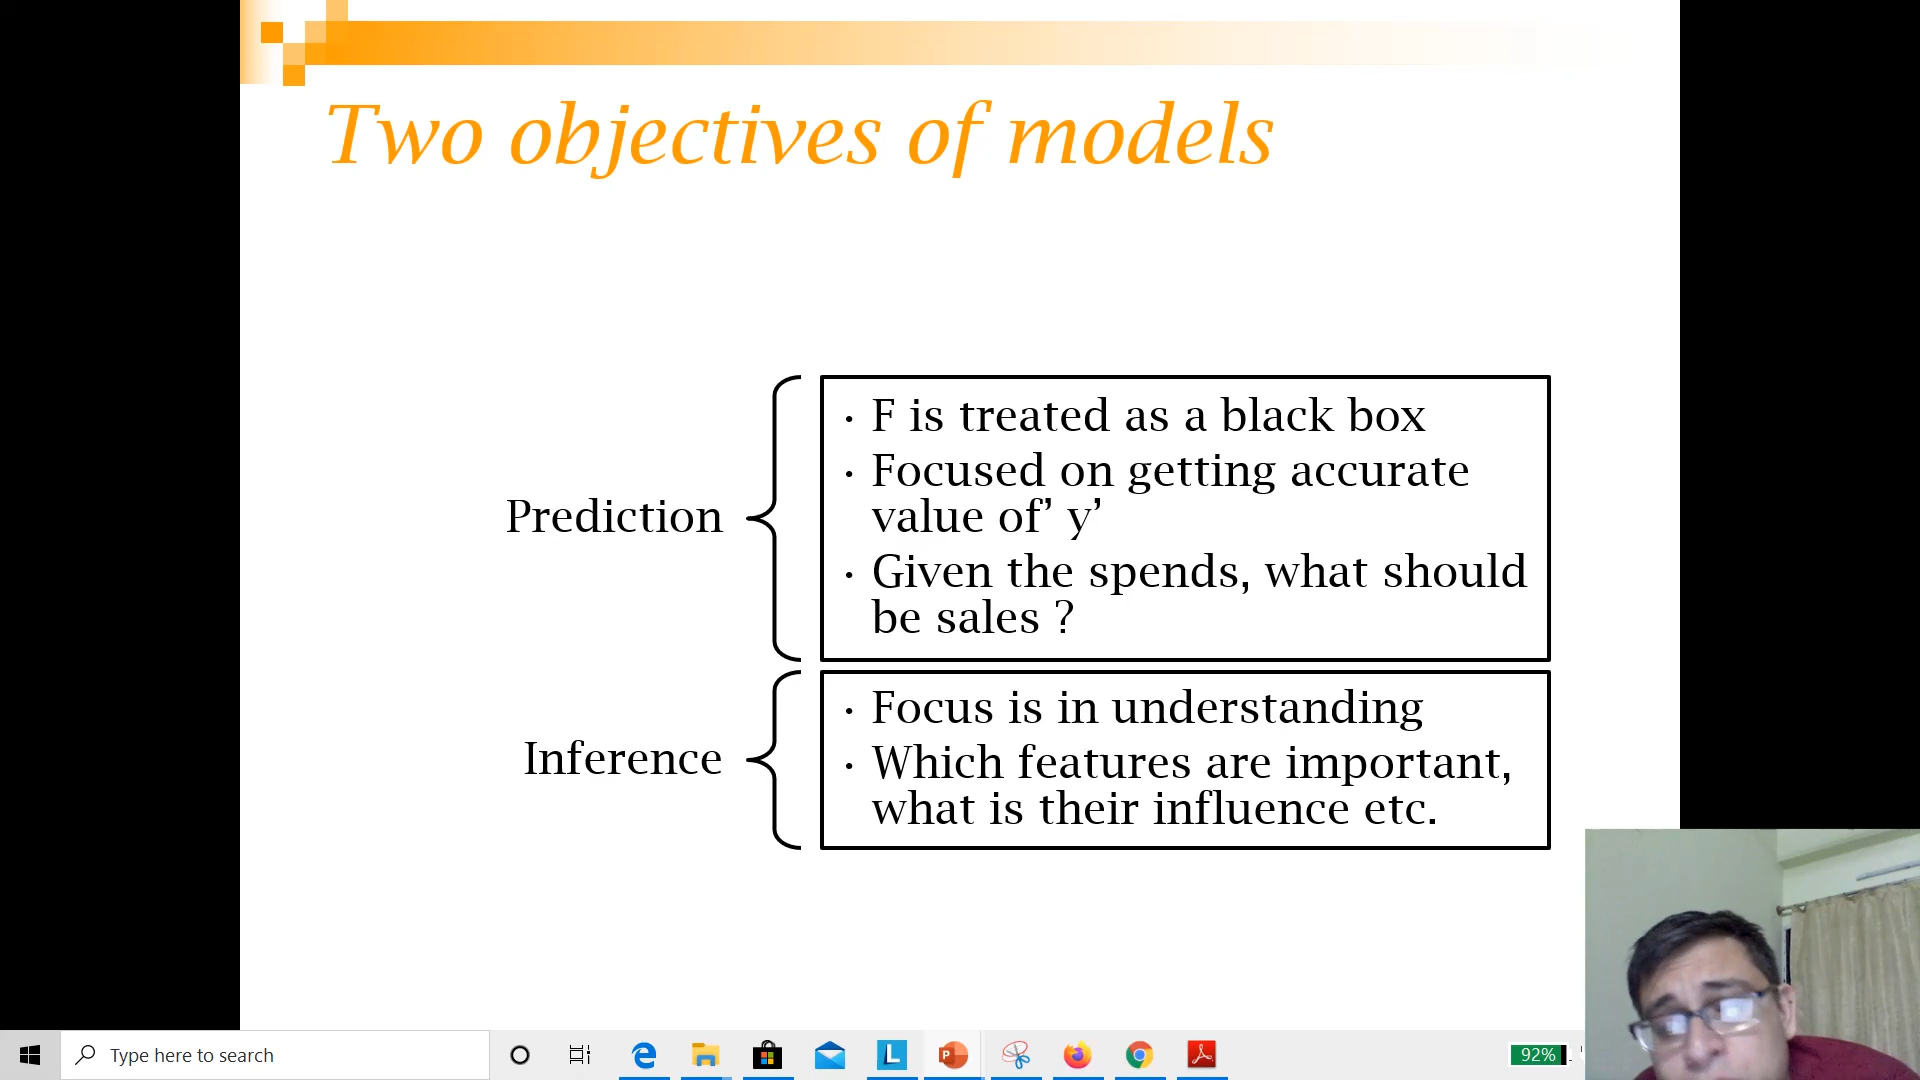 Two objectives of models
Prediction
· F is treated as a black box
· Focused on getting accurate
value of’ y’
· Given the spends, what should
be sales ?
Inference
· Focus is in understanding
· Which features are important,
what is their influence etc.
Type here to search
92%